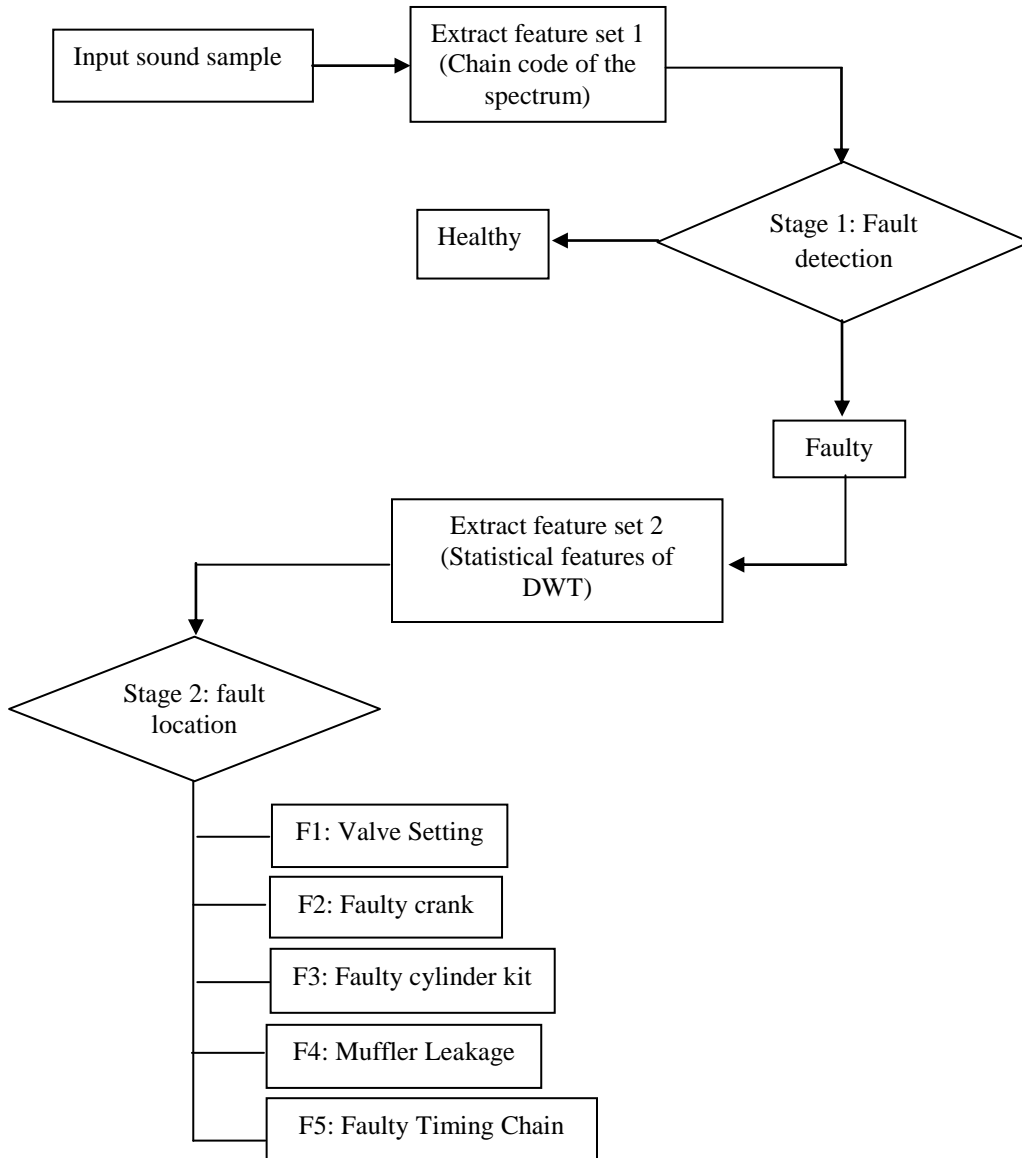 Input sound sample
Extract feature set 1
(Chain code of the
spectrum)
Stage 1: Fault
detection
Healthy
Faulty
Extract feature set 2
(Statistical features of
DWT)
Stage 2: fault
location
F1: Valve Setting
F2: Faulty crank
F3: Faulty cylinder kit
F4: Muffler Leakage
F5: Faulty Timing Chain